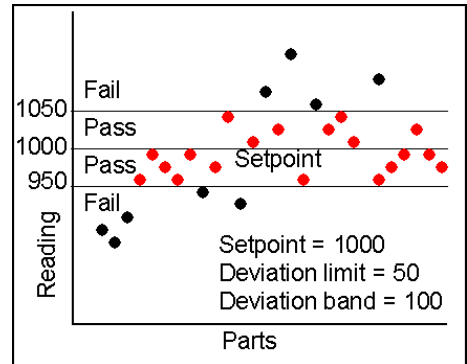 Fail
1050
Pass
1000
Pass
Setpoint
950
Fail
Reading
Setpoint = 1000
Deviation limit = 50
Deviation band = 100
Parts